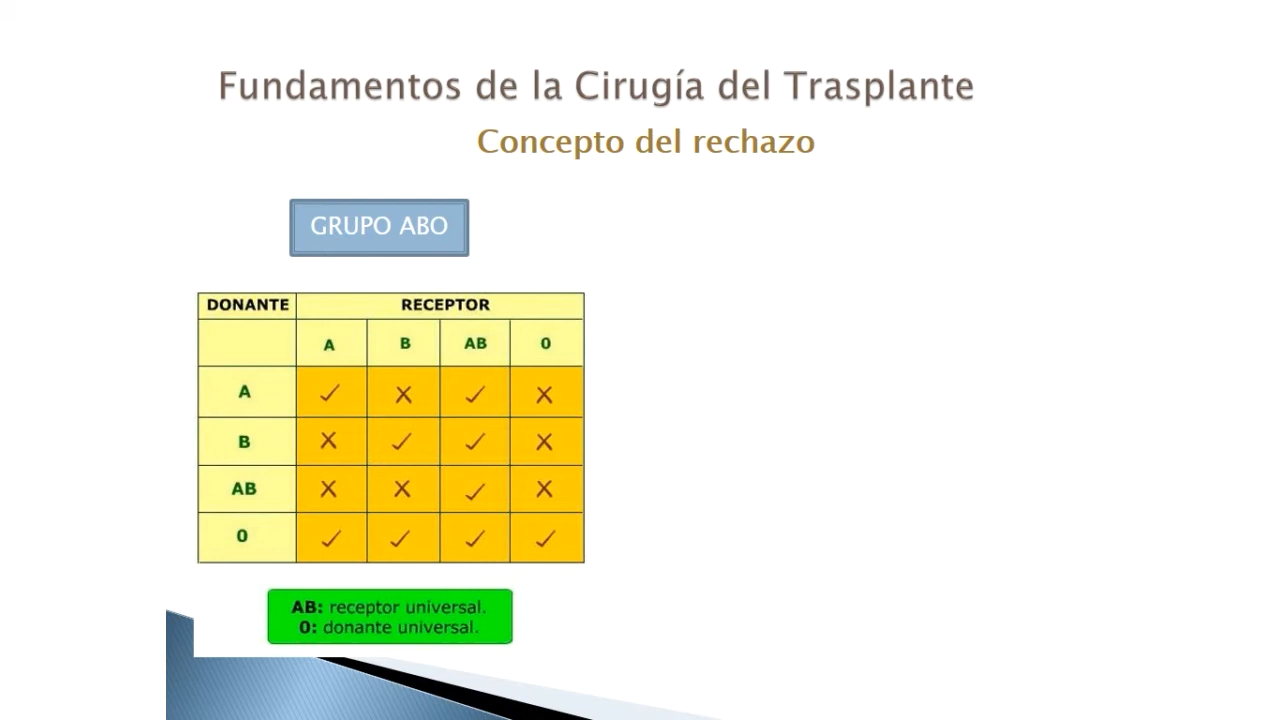 Fundamentos de la Cirugía del Trasplante
Concepto del rechazo
GRUPO ABO
DONANTE RECEPTOR
A B AB 0
A ✓ X ✓ X
B X ✓ ✓ X
AB X X ✓ X
0 ✓ ✓ ✓ ✓
AB: receptor universal.
0: donante universal.